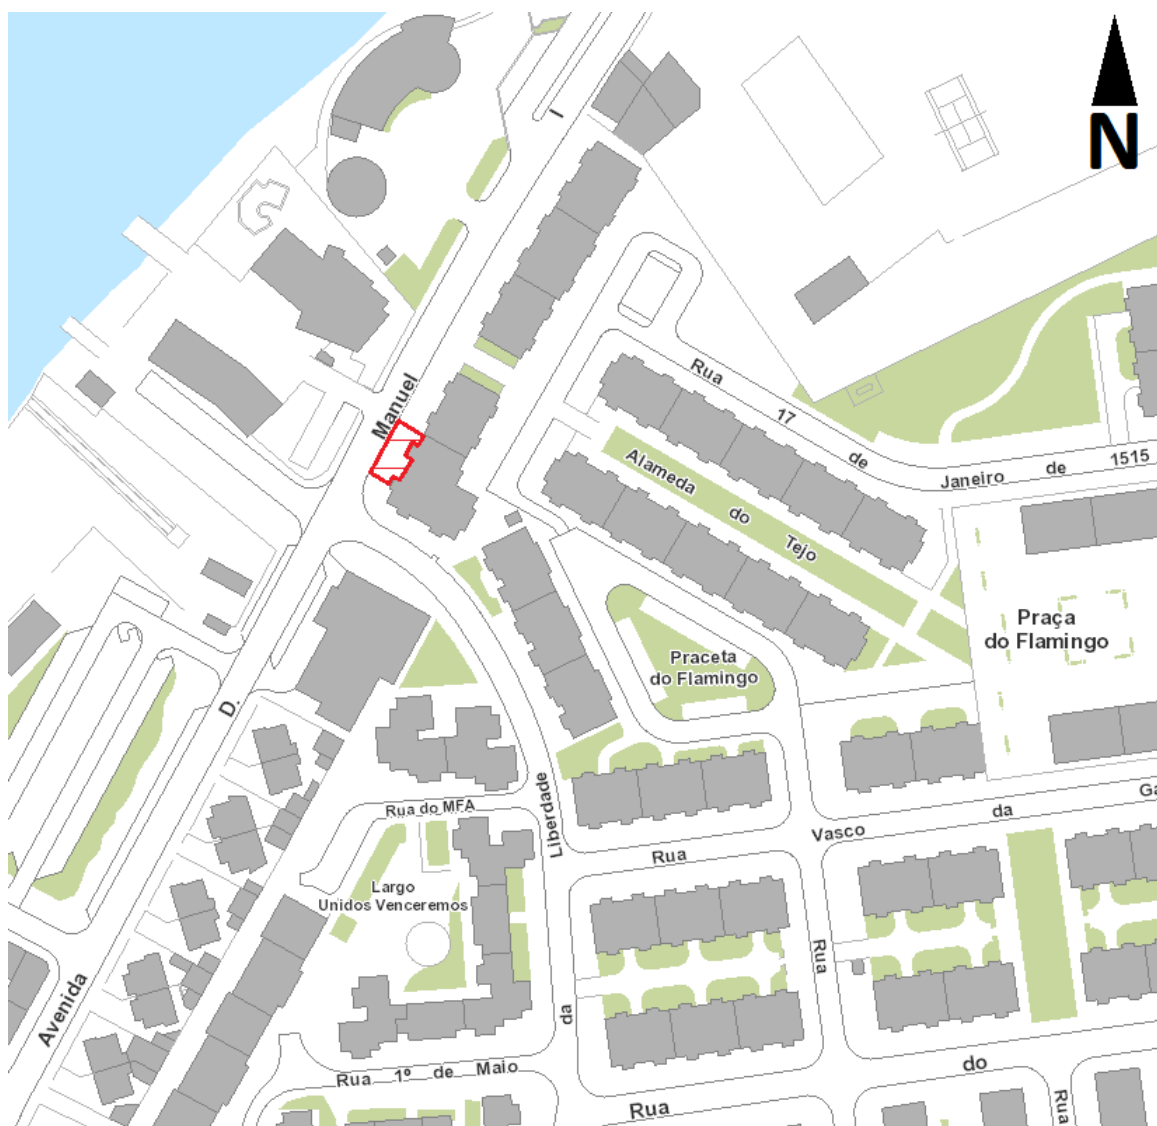 N
I
Manuel
D.
Avenida
Rua
17
de
Janeiro
de
1515
Alameda
do
Tejo
Praça
do Flamingo
Praceta
do Flamingo
Liberdade
da
Rua
Rua do MFA
Largo
Unidos Venceremos
Rua
Vasco
da
Ga
Rua
Rua 1º de Maio
Rua
do
Rua